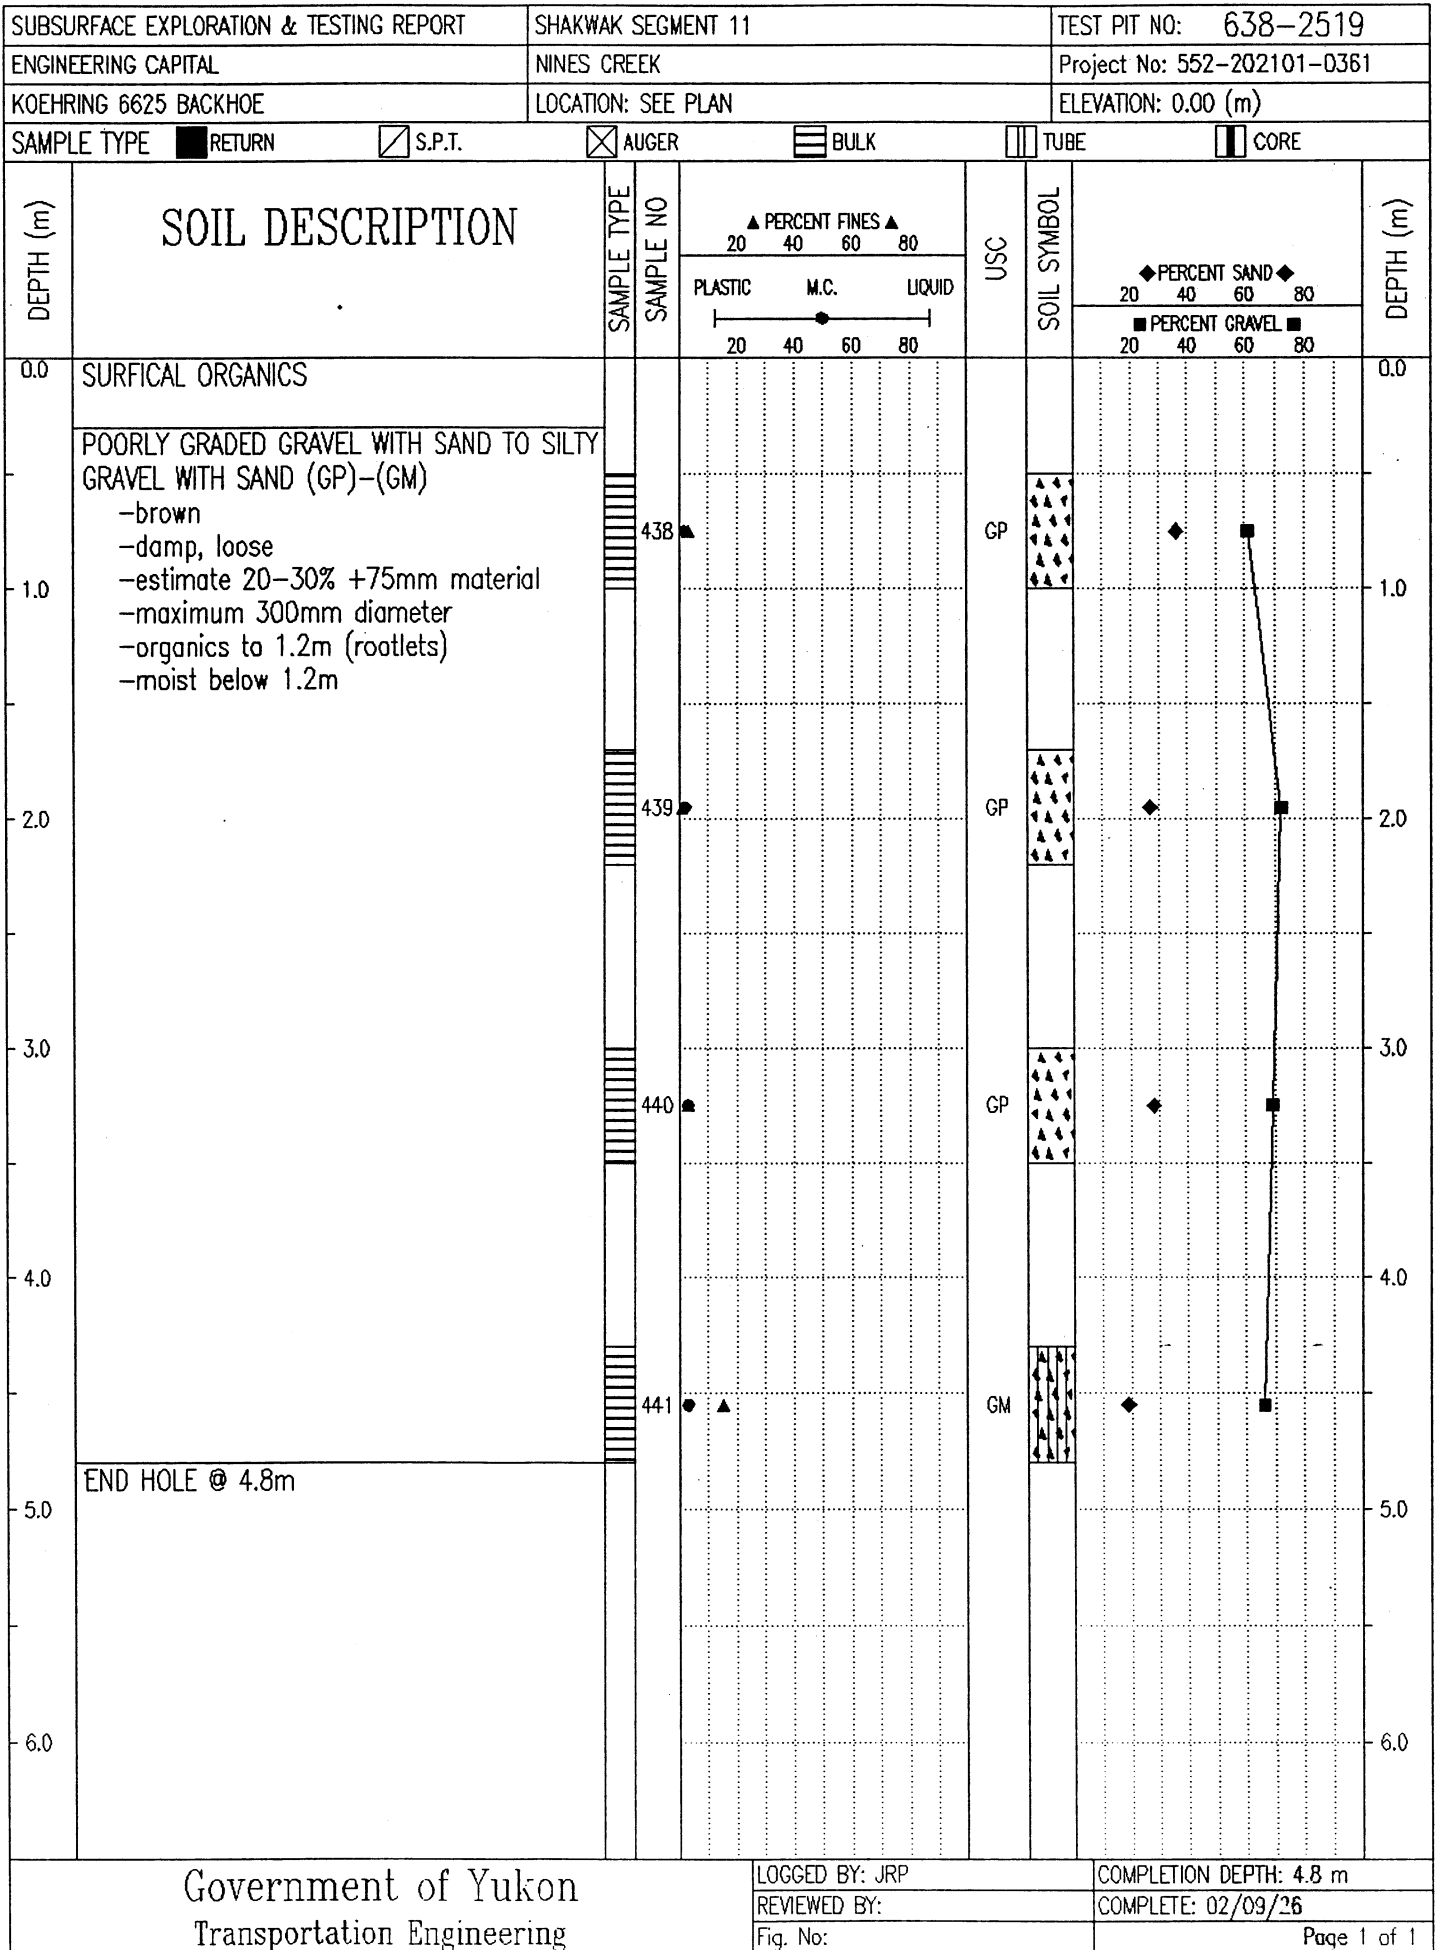 SUBSURFACE EXPLORATION & TESTING REPORT
SHAKWAK SEGMENT 11
TEST PIT NO: 638-2519
ENGINEERING CAPITAL
NINES CREEK
Project No: 552-202101-0361
KOEHRING 6625 BACKHOE
LOCATION: SEE PLAN
ELEVATION: 0.00 (m)
SAMPLE TYPE RETURN S.P.T. AUGER BULK TUBE CORE
DEPTH (m)
SOIL DESCRIPTION
SAMPLE TYPE
SAMPLE NO
▲ PERCENT FINES ▲
20 40 60 80
PLASTIC M.C. LIQUID
20 40 60 80
USC
SOIL SYMBOL
◆PERCENT SAND◆
20 40 60 80
■ PERCENT GRAVEL ■
20 40 60 80
DEPTH (m)
0.0
SURFICAL ORGANICS
0.0
POORLY GRADED GRAVEL WITH SAND TO SILTY
GRAVEL WITH SAND (GP)-(GM)
-brown
438
GP
-damp, loose
-estimate 20-30% +75mm material
1.0
1.0
-maximum 300mm diameter
-organics to 1.2m (rootlets)
-moist below 1.2m
439
GP
2.0
2.0
3.0
3.0
440
GP
4.0
4.0
441
GM
END HOLE @ 4.8m
5.0
5.0
6.0
6.0
Government of Yukon
Transportation Engineering
LOGGED BY: JRP
COMPLETION DEPTH: 4.8 m
REVIEWED BY:
COMPLETE: 02/09/26
Fig. No:
Page 1 of 1